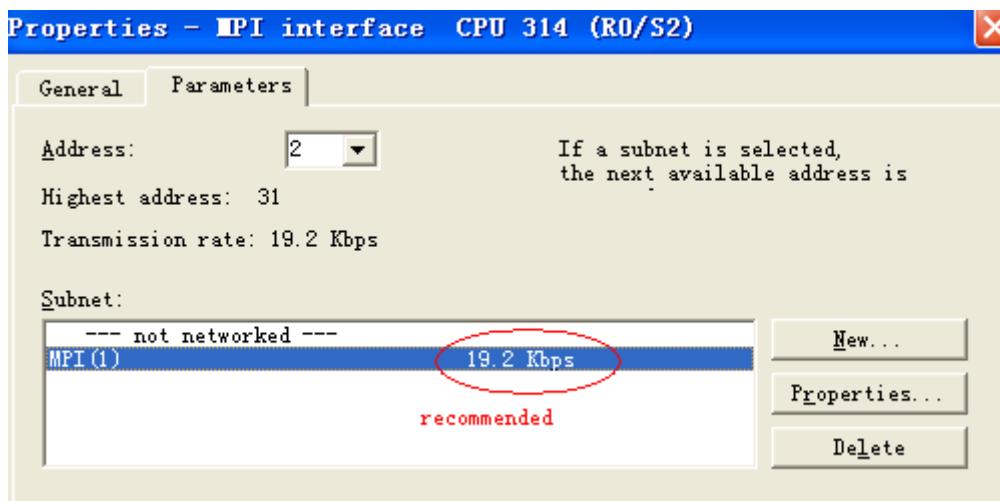 Properties - MPI interface CPU 314 (R0/S2)
General Parameters
Address: 2
If a subnet is selected,
the next available address is
Highest address: 31
Transmission rate: 19.2 Kbps
Subnet:
--- not networked ---
MPI(1) 19.2 Kbps
recommended
New...
Properties...
Delete